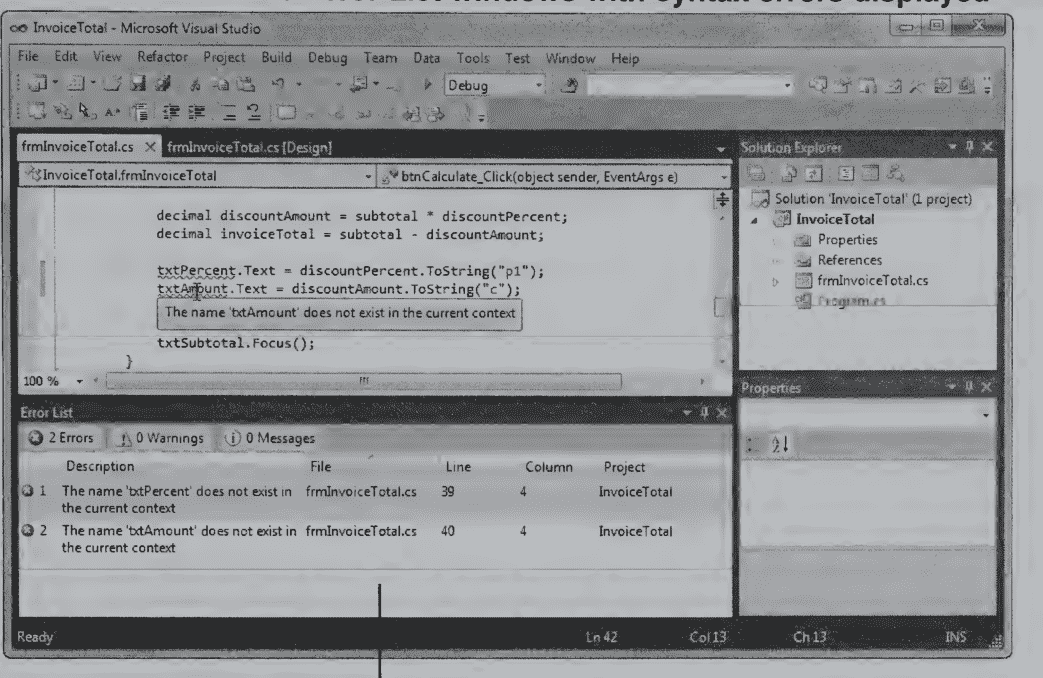 List windows with syntax errors displayed
InvoiceTotal - Microsoft Visual Studio
File Edit View Refactor Project Build Debug Team Data Tools Test Window Help
Debug
frmInvoiceTotal.cs × frmInvoiceTotal.cs [Design]
InvoiceTotal.frmInvoiceTotal
btnCalculate_Click(object sender, EventArgs e)
decimal discountAmount = subtotal * discountPercent;
decimal invoiceTotal = subtotal - discountAmount;
txtPercent.Text = discountPercent.ToString("p1");
txtAmount.Text = discountAmount.ToString("c");
The name 'txtAmount' does not exist in the current context
txtSubtotal.Focus();
}
100 %
Solution Explorer
Solution 'InvoiceTotal' (1 project)
InvoiceTotal
Properties
References
frmInvoiceTotal.cs
Program.cs
Properties
Error List
2 Errors 0 Warnings 0 Messages
Description File Line Column Project
1 The name 'txtPercent' does not exist in frmInvoiceTotal.cs 39 4 InvoiceTotal
the current context
2 The name 'txtAmount' does not exist in frmInvoiceTotal.cs 40 4 InvoiceTotal
the current context
Ready Ln 42 Col 13 Ch 13 INS